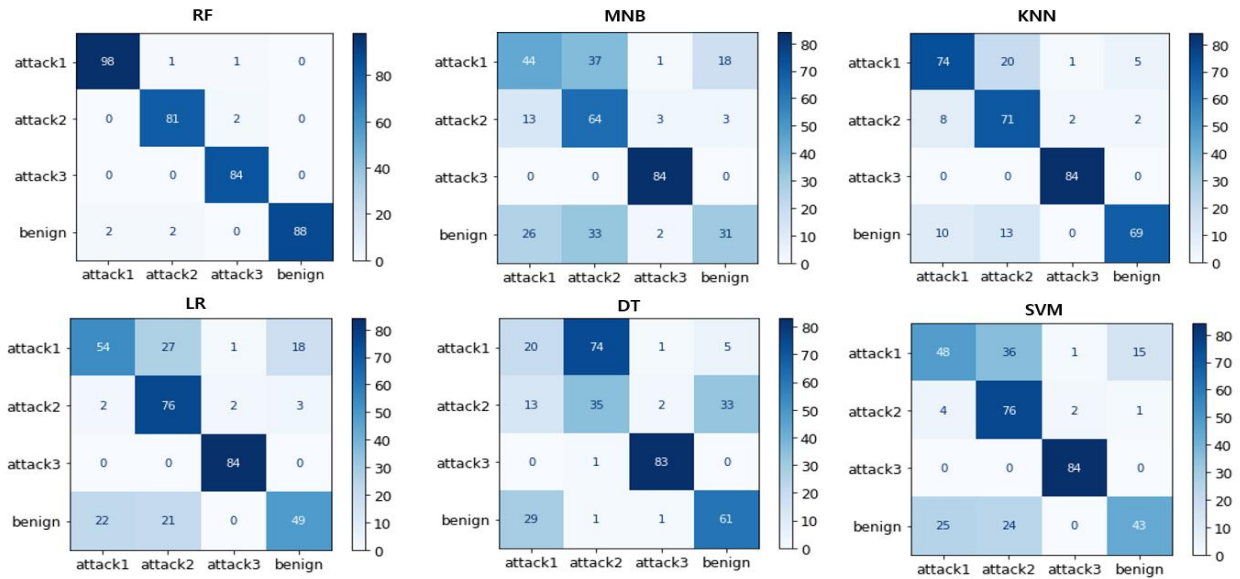 RF
attack1 98 1 1 0
attack2 0 81 2 0
attack3 0 0 84 0
benign 2 2 0 88
attack1 attack2 attack3 benign
80
60
40
20
0
MNB
attack1 44 37 1 18
attack2 13 64 3 3
attack3 0 0 84 0
benign 26 33 2 31
attack1 attack2 attack3 benign
80
70
60
50
40
30
20
10
0
KNN
attack1 74 20 1 5
attack2 8 71 2 2
attack3 0 0 84 0
benign 10 13 0 69
attack1 attack2 attack3 benign
80
70
60
50
40
30
20
10
0
LR
attack1 54 27 1 18
attack2 2 76 2 3
attack3 0 0 84 0
benign 22 21 0 49
attack1 attack2 attack3 benign
80
70
60
50
40
30
20
10
0
DT
attack1 20 74 1 5
attack2 13 35 2 33
attack3 0 1 83 0
benign 29 1 1 61
attack1 attack2 attack3 benign
80
70
60
50
40
30
20
10
0
SVM
attack1 48 36 1 15
attack2 4 76 2 1
attack3 0 0 84 0
benign 25 24 0 43
attack1 attack2 attack3 benign
80
70
60
50
40
30
20
10
0